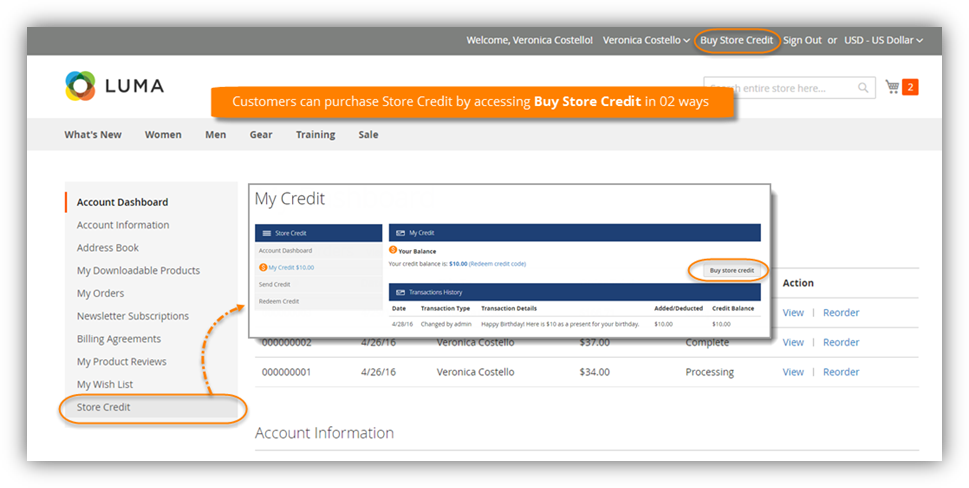 Welcome, Veronica Costello! Veronica Costello Buy Store Credit Sign Out or USD - US Dollar
LUMA
Customers can purchase Store Credit by accessing Buy Store Credit in 02 ways
entire store here...
2
What's New Women Men Gear Training Sale
Account Dashboard
Account Information
Address Book
My Downloadable Products
My Orders
Newsletter Subscriptions
Billing Agreements
My Product Reviews
My Wish List
Store Credit
My Credit
Store Credit
Account Dashboard
My Credit $10.00
Send Credit
Redeem Credit
My Credit
Your Balance
Your credit balance is: $10.00 (Redeem credit code)
Buy store credit
Transactions History
Date Transaction Type Transaction Details Added/Deducted Credit Balance
4/28/16 Changed by admin Happy Birthday! Here is $10 as a present for your birthday. $10.00 $10.00
Action
View | Reorder
000000002 4/26/16 Veronica Costello $37.00 Complete View | Reorder
000000001 4/26/16 Veronica Costello $34.00 Processing View | Reorder
Account Information